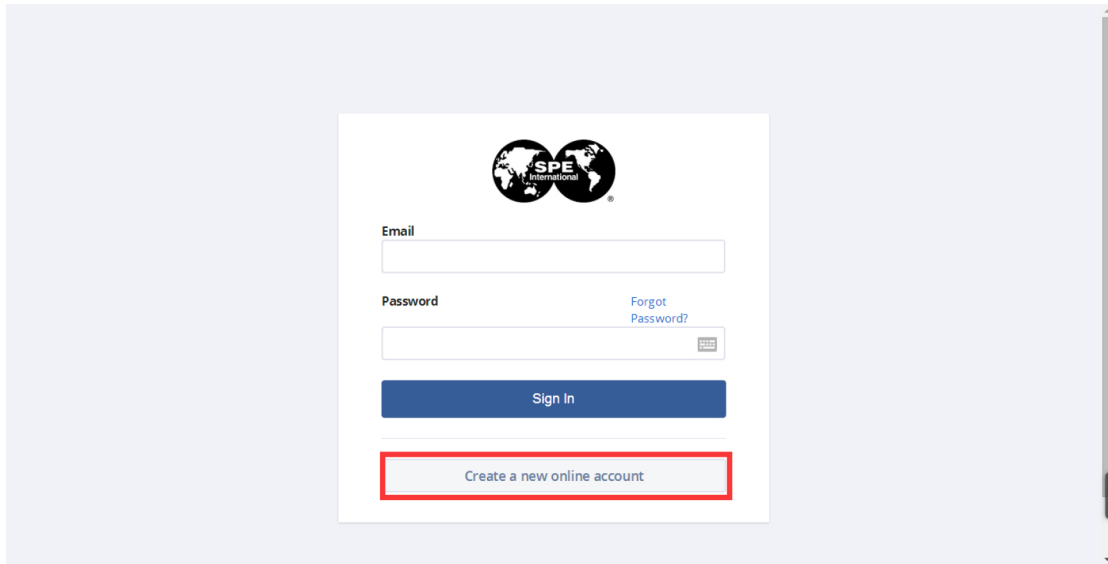 SPE
International
®
Email
Password
Forgot
Password?
Sign In
Create a new online account